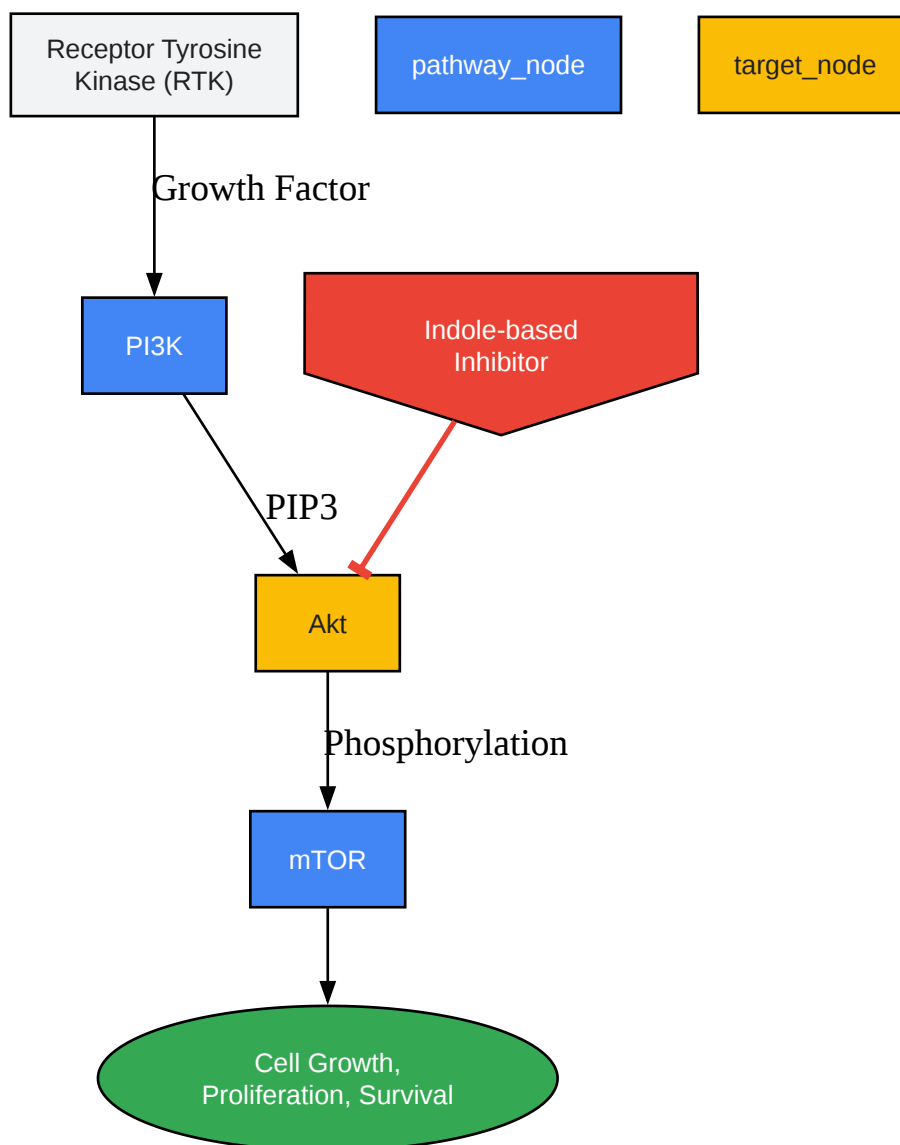 Receptor Tyrosine
Kinase (RTK)
pathway_node
target_node
Growth Factor
PI3K
Indole-based
Inhibitor
PIP3
Akt
Phosphorylation
mTOR
Cell Growth,
Proliferation, Survival